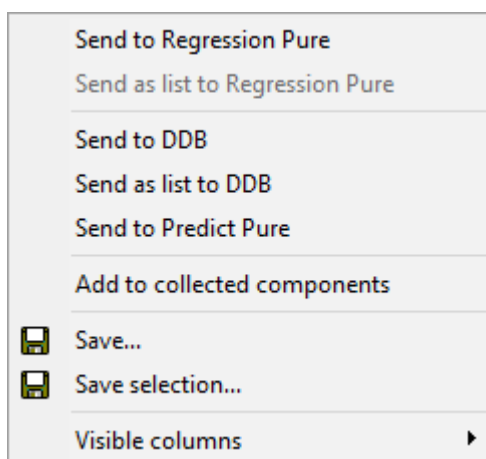 Send to Regression Pure
Send as list to Regression Pure
Send to DDB
Send as list to DDB
Send to Predict Pure
Add to collected components
Save...
Save selection...
Visible columns